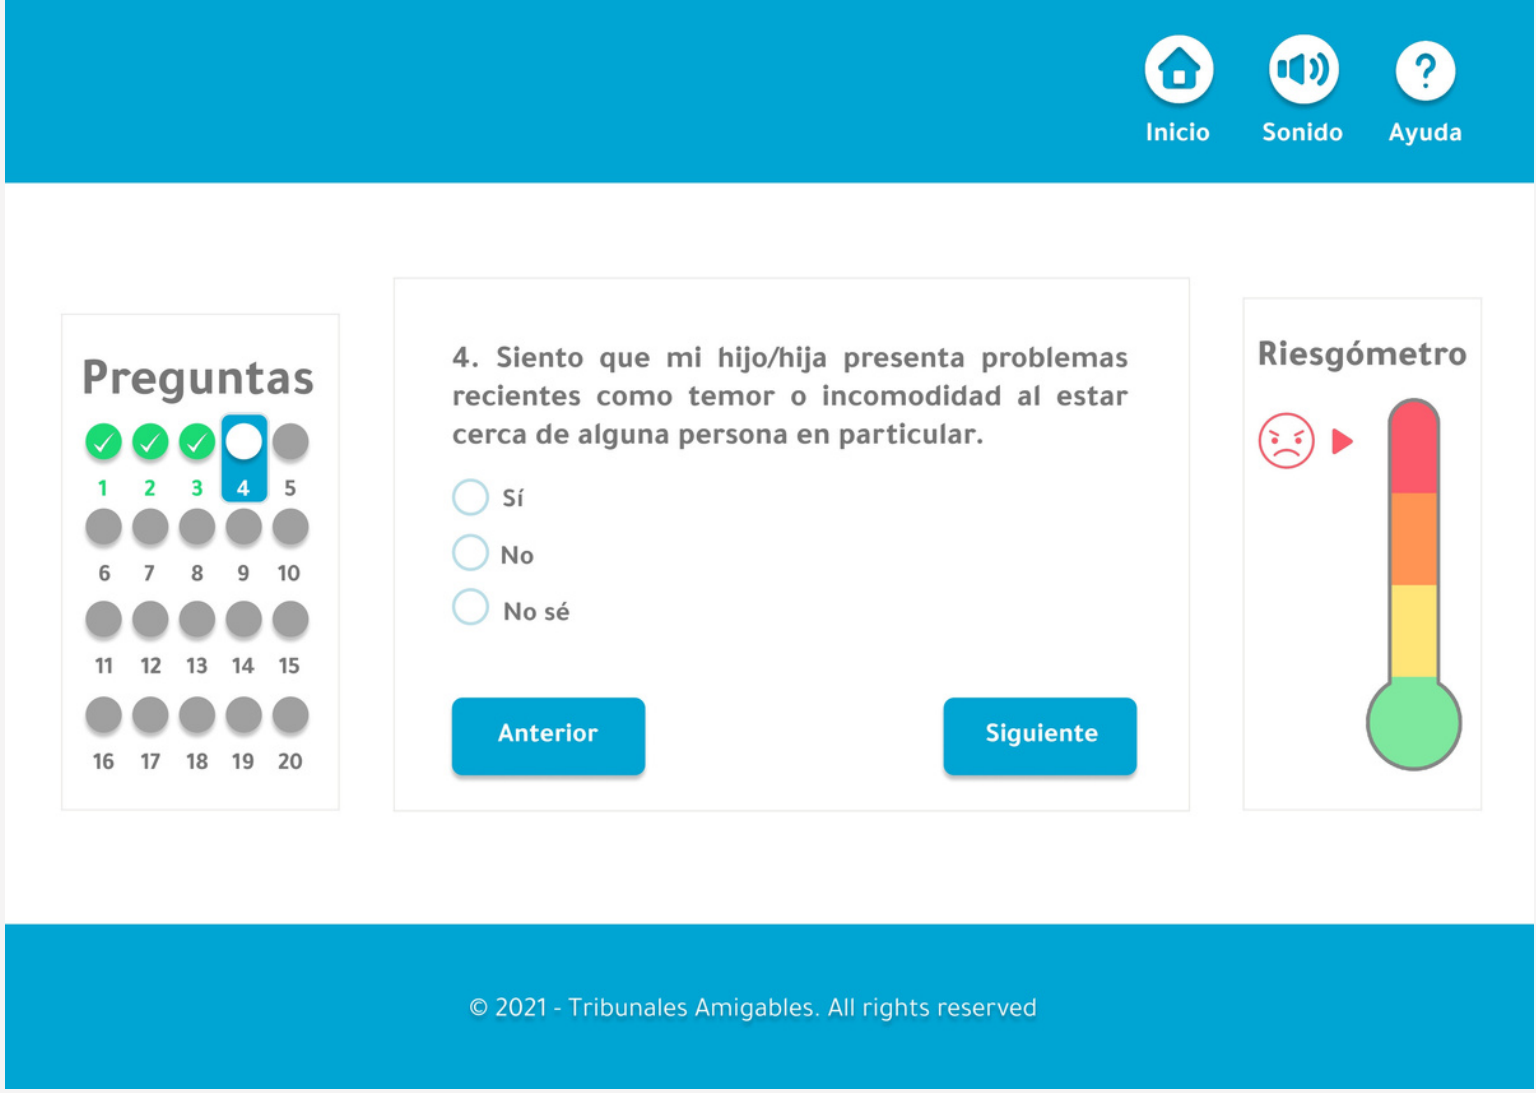 Inicio Sonido Ayuda
Preguntas
1 2 3 4 5
6 7 8 9 10
11 12 13 14 15
16 17 18 19 20
4. Siento que mi hijo/hija presenta problemas
recientes como temor o incomodidad al estar
cerca de alguna persona en particular.
Sí
No
No sé
Anterior Siguiente
Riesgómetro
© 2021 - Tribunales Amigables. All rights reserved